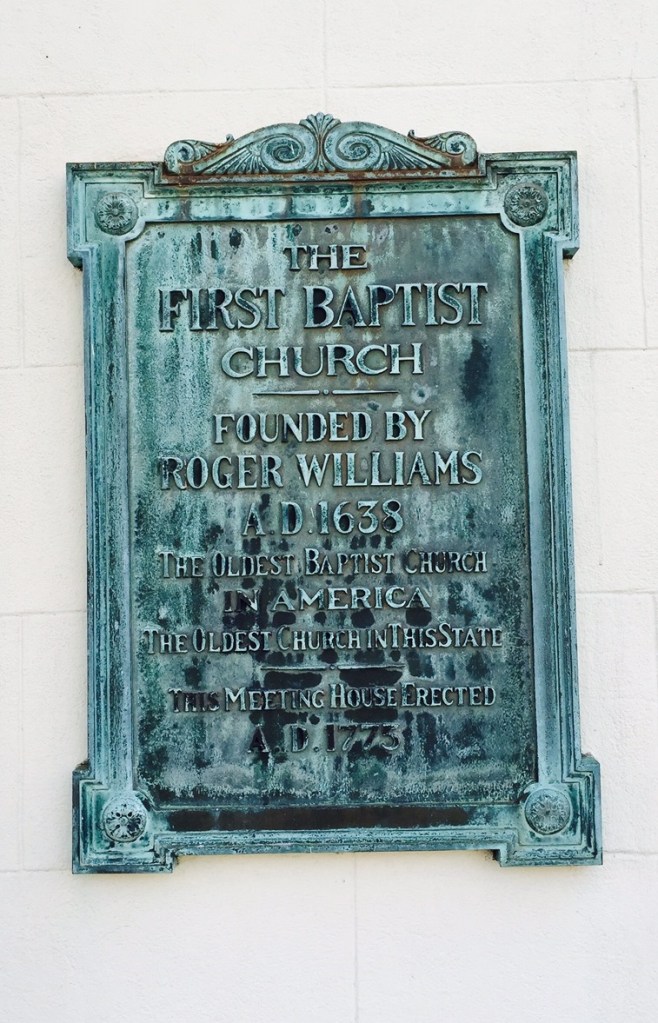 THE
FIRST BAPTIST
CHURCH
FOUNDED BY
ROGER WILLIAMS
A.D.1638
THE OLDEST BAPTIST CHURCH
IN AMERICA
THE OLDEST CHURCH IN THIS STATE
THIS MEETING HOUSE ERECTED
A.D.1775